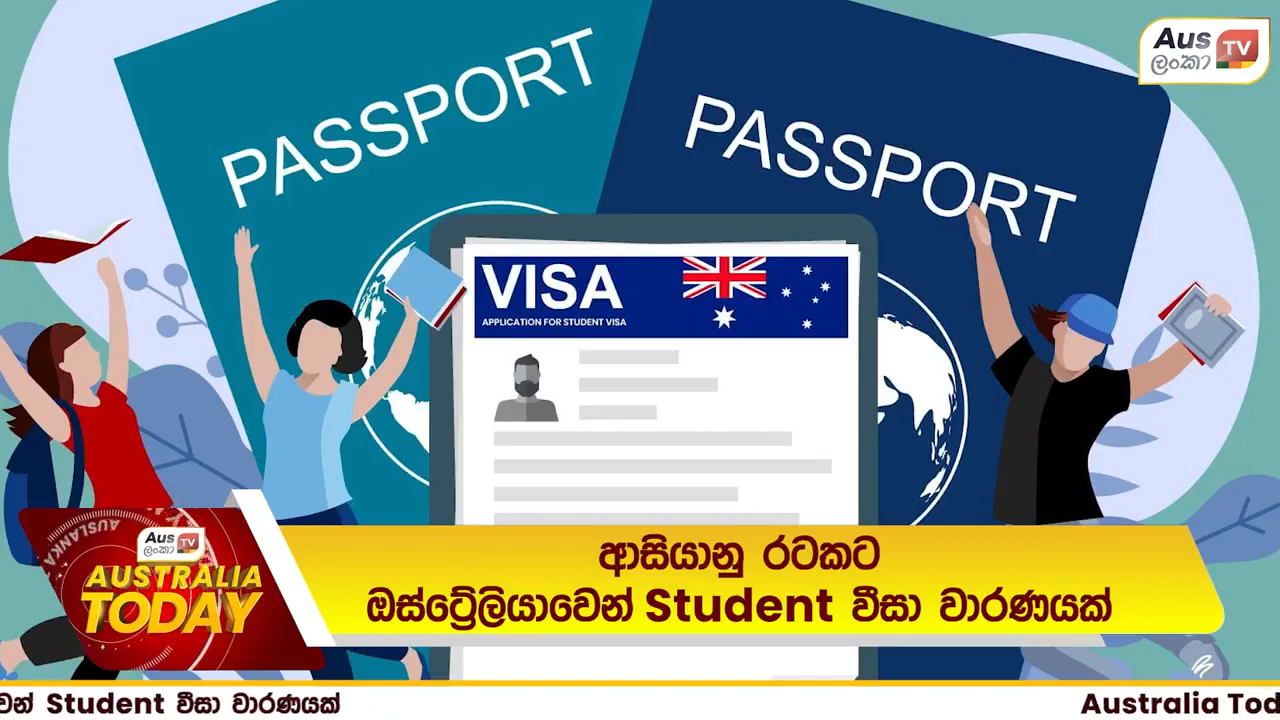 PASSPORT
PASSPORT
Aus
ලංකා TV
VISA
APPLICATION FOR STUDENT VISA
AUSLANKA
Aus
ලංකා TV
AUSTRALIA
TODAY
ආසියානු රටකට
ඔස්ට්‍රේලියාවෙන් Student වීසා වාරණයක්
වෙන් Student වීසා වාරණයක්
Australia Tod